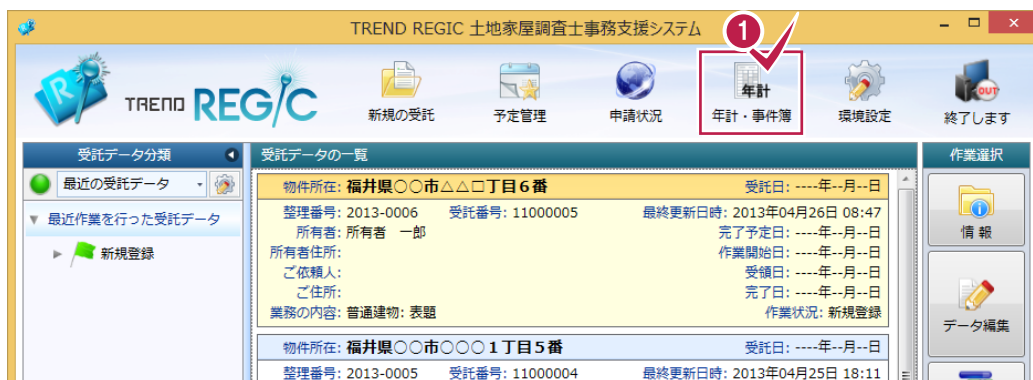 TREND REGIC 土地家屋調査士事務支援システム
1
TREND REGIC
新規の受託
予定管理
申請状況
年計
年計・事件簿
環境設定
OUT
終了します
受託データ分類
受託データの一覧
作業選択
最近の受託データ
最近作業を行った受託データ
新規登録
物件所在: 福井県○○市△△□丁目6番 受託日: ----年--月--日
整理番号: 2013-0006 受託番号: 11000005 最終更新日時: 2013年04月26日 08:47
所有者: 所有者 一郎 完了予定日: ----年--月--日
所有者住所: 作業開始日: ----年--月--日
ご依頼人: 受領日: ----年--月--日
ご住所: 完了日: ----年--月--日
業務の内容: 普通建物: 表題 作業状況: 新規登録
物件所在: 福井県○○市○○○1丁目5番 受託日: ----年--月--日
整理番号: 2013-0005 受託番号: 11000004 最終更新日時: 2013年04月25日 18:11
情 報
データ編集